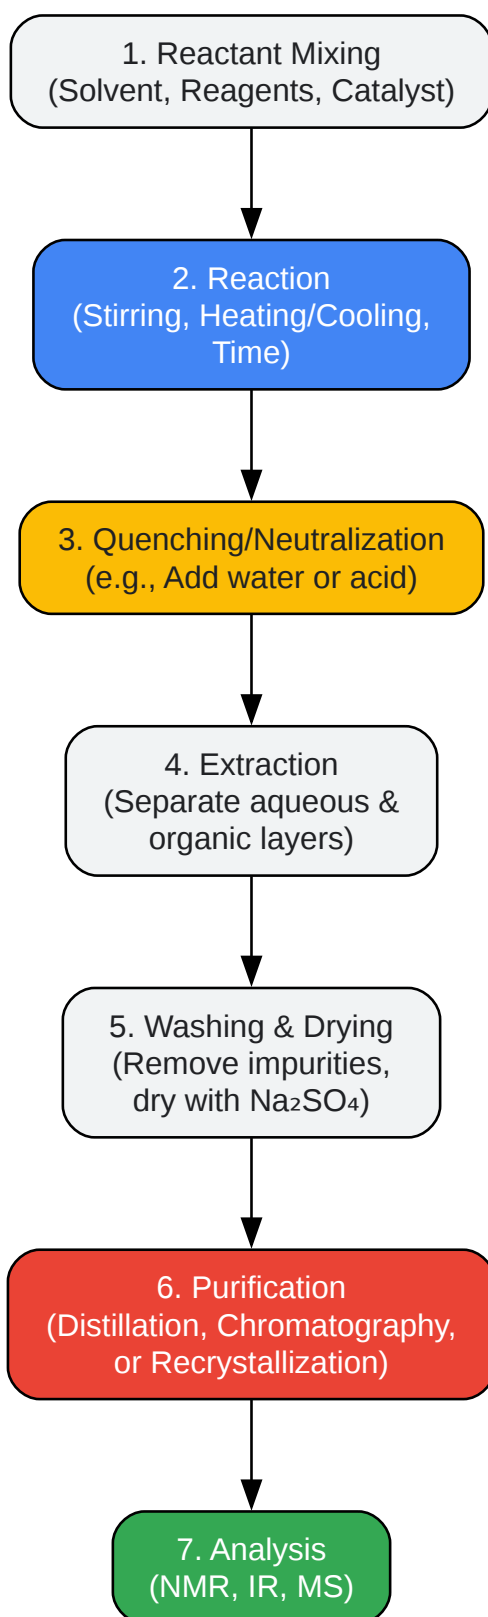 1. Reactant Mixing
(Solvent, Reagents, Catalyst)
2. Reaction
(Stirring, Heating/Cooling,
Time)
3. Quenching/Neutralization
(e.g., Add water or acid)
4. Extraction
(Separate aqueous &
organic layers)
5. Washing & Drying
(Remove impurities,
dry with Na₂SO₄)
6. Purification
(Distillation, Chromatography,
or Recrystallization)
7. Analysis
(NMR, IR, MS)